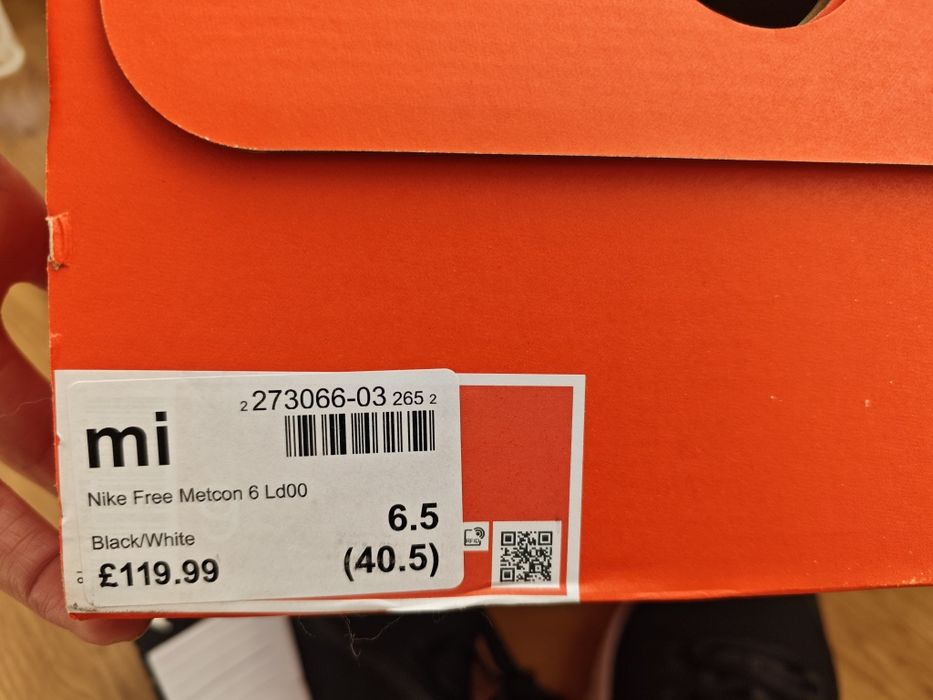 2 273066-03 265 2
mi
Nike Free Metcon 6 Ld00
6.5
Black/White
(40.5)
£119.99
RFID